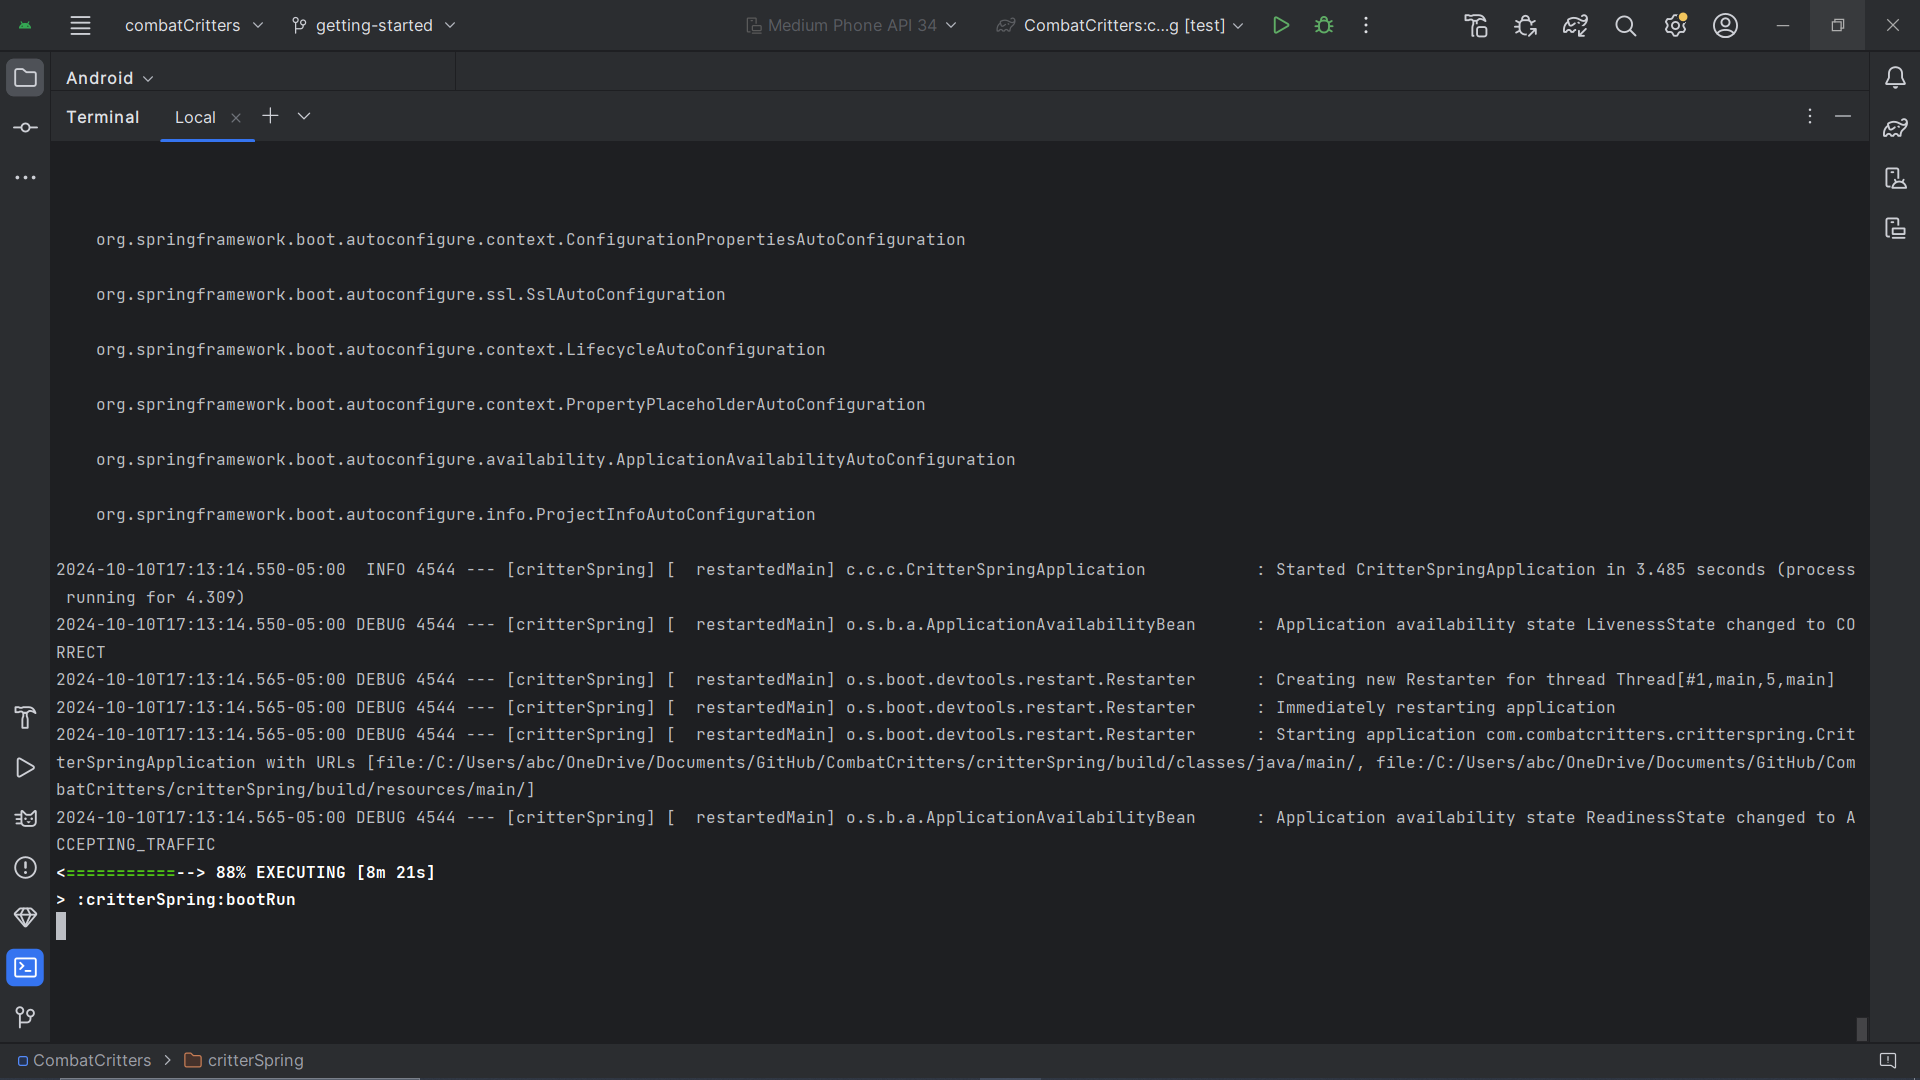 combatCritters
getting-started
Medium Phone API 34
CombatCritters:c...g [test]
Android
Terminal
Local
org.springframework.boot.autoconfigure.context.ConfigurationPropertiesAutoConfiguration
org.springframework.boot.autoconfigure.ssl.SslAutoConfiguration
org.springframework.boot.autoconfigure.context.LifecycleAutoConfiguration
org.springframework.boot.autoconfigure.context.PropertyPlaceholderAutoConfiguration
org.springframework.boot.autoconfigure.availability.ApplicationAvailabilityAutoConfiguration
org.springframework.boot.autoconfigure.info.ProjectInfoAutoConfiguration
2024-10-10T17:13:14.550-05:00  INFO 4544 --- [critterSpring] [  restartedMain] c.c.c.CritterSpringApplication           : Started CritterSpringApplication in 3.485 seconds (process
running for 4.309)
2024-10-10T17:13:14.550-05:00 DEBUG 4544 --- [critterSpring] [  restartedMain] o.s.b.a.ApplicationAvailabilityBean      : Application availability state LivenessState changed to CO
RRECT
2024-10-10T17:13:14.565-05:00 DEBUG 4544 --- [critterSpring] [  restartedMain] o.s.boot.devtools.restart.Restarter      : Creating new Restarter for thread Thread[#1,main,5,main]
2024-10-10T17:13:14.565-05:00 DEBUG 4544 --- [critterSpring] [  restartedMain] o.s.boot.devtools.restart.Restarter      : Immediately restarting application
2024-10-10T17:13:14.565-05:00 DEBUG 4544 --- [critterSpring] [  restartedMain] o.s.boot.devtools.restart.Restarter      : Starting application com.combatcritters.critterspring.Crit
terSpringApplication with URLs [file:/C:/Users/abc/OneDrive/Documents/GitHub/CombatCritters/critterSpring/build/classes/java/main/, file:/C:/Users/abc/OneDrive/Documents/GitHub/Com
batCritters/critterSpring/build/resources/main/]
2024-10-10T17:13:14.565-05:00 DEBUG 4544 --- [critterSpring] [  restartedMain] o.s.b.a.ApplicationAvailabilityBean      : Application availability state ReadinessState changed to A
CCEPTING_TRAFFIC
<===========--> 88% EXECUTING [8m 21s]
> :critterSpring:bootRun
CombatCritters > critterSpring